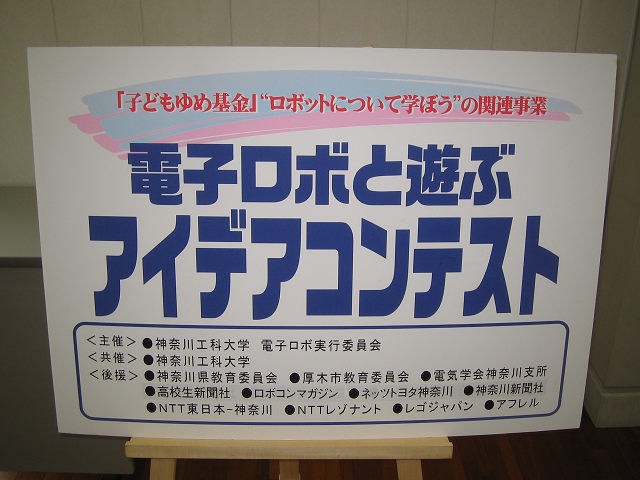 「子どもゆめ基金」“ロボットについて学ぼう”の関連事業
電子ロボと遊ぶ
アイデアコンテスト
＜主催＞ ●神奈川工科大学 電子ロボ実行委員会
＜共催＞ ●神奈川工科大学
＜後援＞ ●神奈川県教育委員会 ●厚木市教育委員会 ●電気学会神奈川支所
●高校生新聞社 ●ロボコンマガジン ●ネッツトヨタ神奈川 ●神奈川新聞社
●NTT東日本-神奈川 ●NTTレゾナント ●レゴジャパン ●アフレル